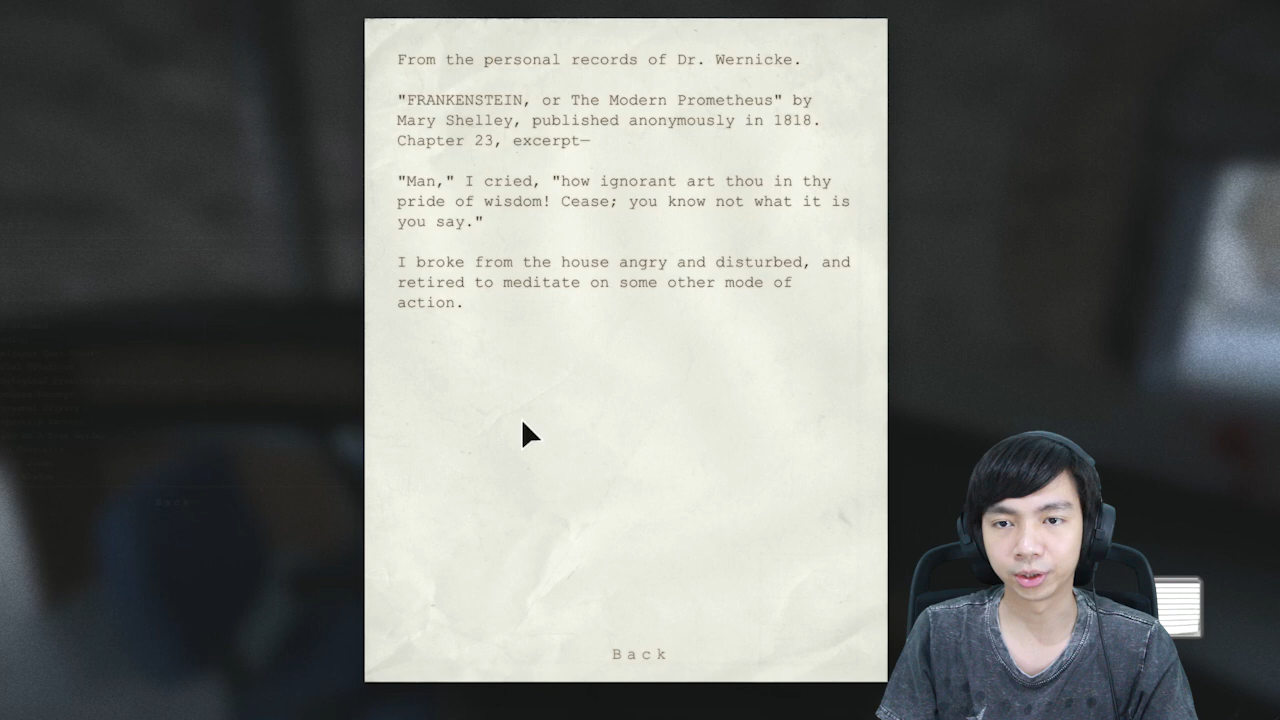 From the personal records of Dr. Wernicke.
"FRANKENSTEIN, or The Modern Prometheus" by
Mary Shelley, published anonymously in 1818.
Chapter 23, excerpt—
"Man," I cried, "how ignorant art thou in thy
pride of wisdom! Cease; you know not what it is
you say."
I broke from the house angry and disturbed, and
retired to meditate on some other mode of
action.
Back